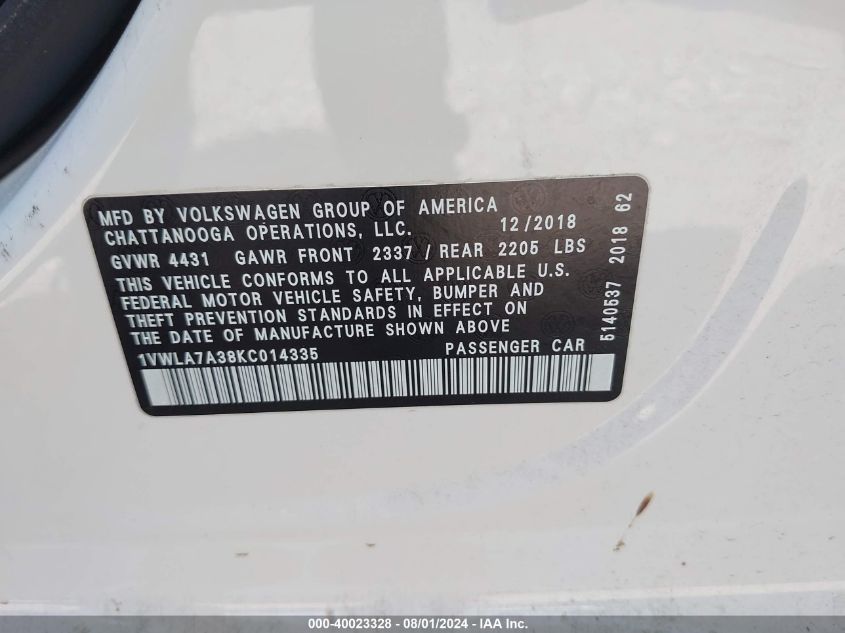 MFD BY VOLKSWAGEN GROUP OF AMERICA
CHATTANOOGA OPERATIONS, LLC. 12/2018
GVWR 4431 GAWR FRONT 2337 / REAR 2205 LBS
THIS VEHICLE CONFORMS TO ALL APPLICABLE U.S.
FEDERAL MOTOR VEHICLE SAFETY, BUMPER AND
THEFT PREVENTION STANDARDS IN EFFECT ON
THE DATE OF MANUFACTURE SHOWN ABOVE
1VWLA7A38KC014335 PASSENGER CAR
5140537 2018 62
000-40023328 - 08/01/2024 - IAAI.com